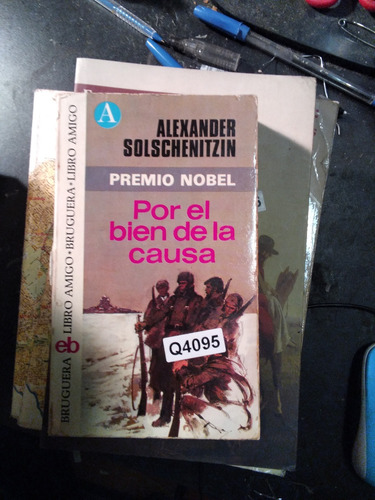 A
ALEXANDER
SOLSCHENITZIN
PREMIO NOBEL
Por el
bien de la
causa
Q4095
BRUGUERA eb LIBRO AMIGO • BRUGUERA • LIBRO AMIGO